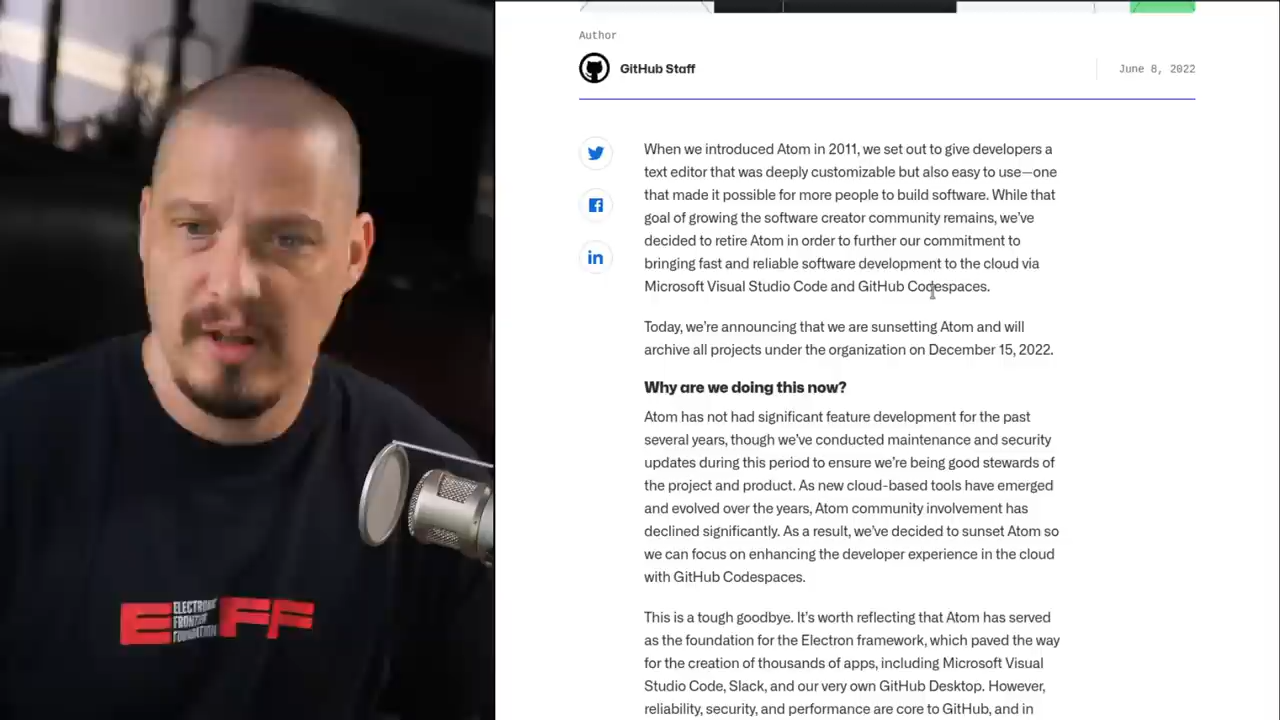 Author
GitHub Staff
June 8, 2022
When we introduced Atom in 2011, we set out to give developers a
text editor that was deeply customizable but also easy to use—one
that made it possible for more people to build software. While that
goal of growing the software creator community remains, we've
decided to retire Atom in order to further our commitment to
bringing fast and reliable software development to the cloud via
Microsoft Visual Studio Code and GitHub Codespaces.
Today, we're announcing that we are sunsetting Atom and will
archive all projects under the organization on December 15, 2022.
Why are we doing this now?
Atom has not had significant feature development for the past
several years, though we've conducted maintenance and security
updates during this period to ensure we're being good stewards of
the project and product. As new cloud-based tools have emerged
and evolved over the years, Atom community involvement has
declined significantly. As a result, we've decided to sunset Atom so
we can focus on enhancing the developer experience in the cloud
with GitHub Codespaces.
This is a tough goodbye. It's worth reflecting that Atom has served
as the foundation for the Electron framework, which paved the way
for the creation of thousands of apps, including Microsoft Visual
Studio Code, Slack, and our very own GitHub Desktop. However,
reliability, security, and performance are core to GitHub, and in
in
EFF
ELECTRONIC
FRONTIER
FOUNDATION